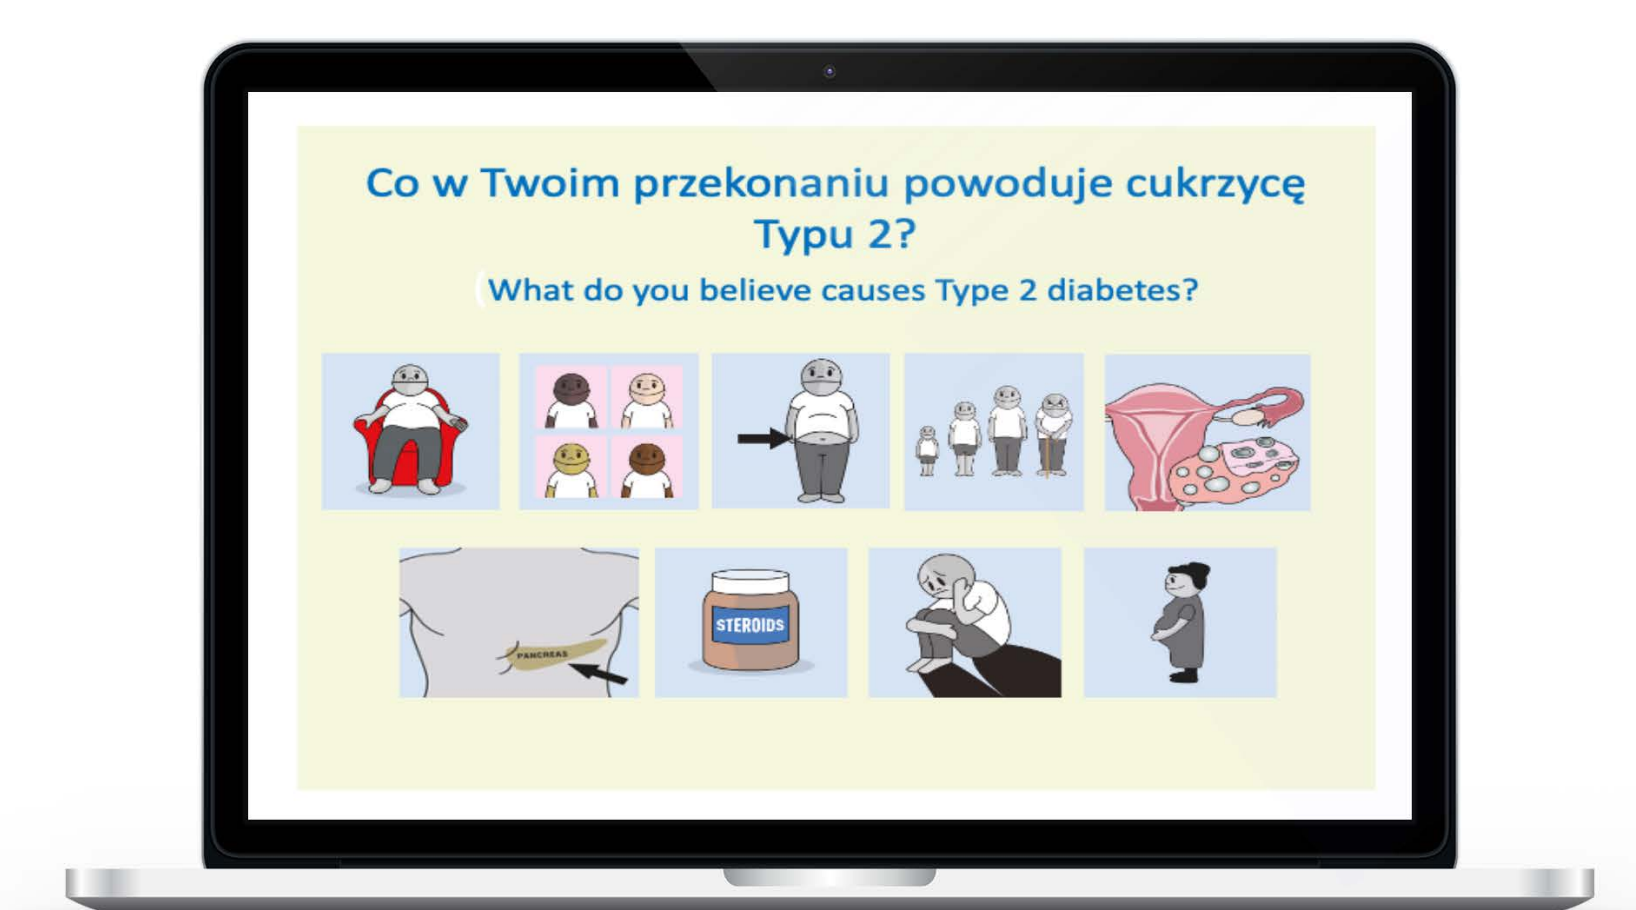 Co w Twoim przekonaniu powoduje cukrzycę
Typu 2?
(What do you believe causes Type 2 diabetes?
PANCREAS
STEROIDS